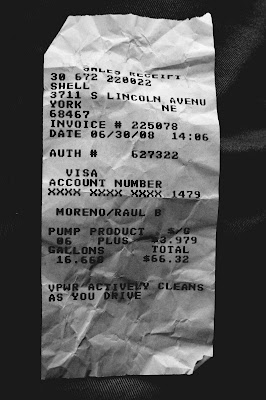 SALES RECEIPT
30 672 220022
SHELL
3711 S LINCOLN AVENU
YORK NE
68467
INVOICE # 225078
DATE 06/30/08 14:06
AUTH # 627322
VISA
ACCOUNT NUMBER
XXXX XXXX XXXX 1479
MORENO/RAUL B
PUMP PRODUCT $/G
06 PLUS $3.979
GALLONS TOTAL
16.668 $66.32
VPWR ACTIVELY CLEANS
AS YOU DRIVE